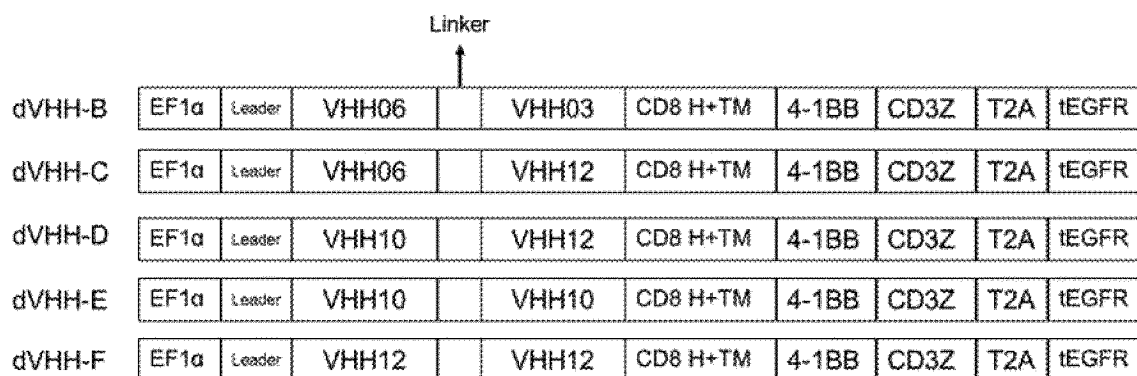 Linker
dVHH-B EF1α Leader VHH06 VHH03 CD8 H+TM 4-1BB CD3Z T2A tEGFR
dVHH-C EF1α Leader VHH06 VHH12 CD8 H+TM 4-1BB CD3Z T2A tEGFR
dVHH-D EF1α Leader VHH10 VHH12 CD8 H+TM 4-1BB CD3Z T2A tEGFR
dVHH-E EF1α Leader VHH10 VHH10 CD8 H+TM 4-1BB CD3Z T2A tEGFR
dVHH-F EF1α Leader VHH12 VHH12 CD8 H+TM 4-1BB CD3Z T2A tEGFR